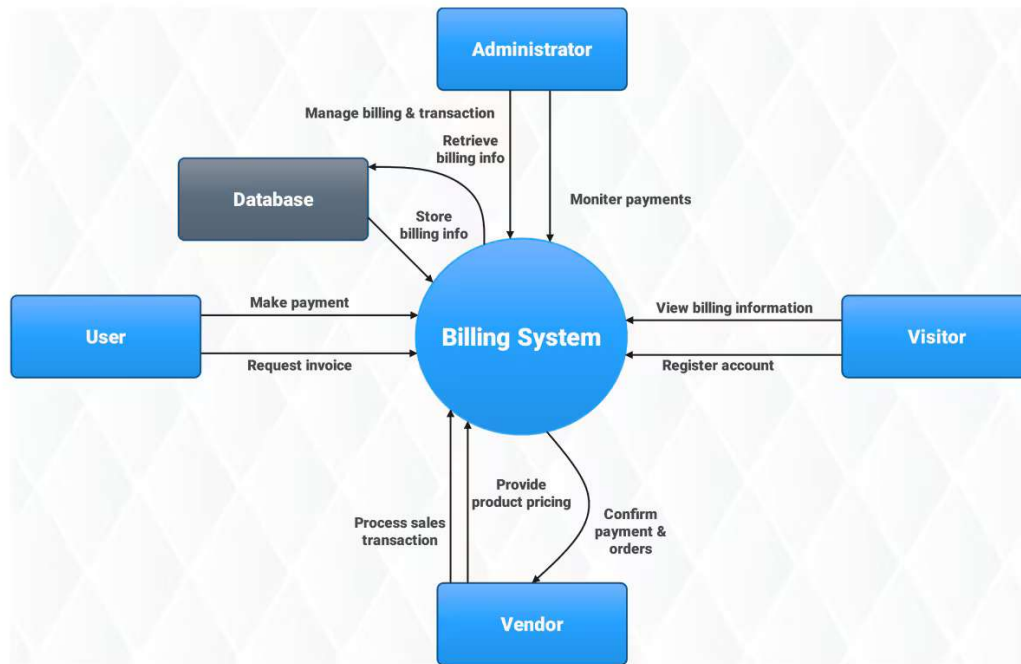 Administrator
Manage billing & transaction
Retrieve
billing info
Moniter payments
Database
Store
billing info
Make payment
View billing information
User
Billing System
Visitor
Request invoice
Register account
Provide
product pricing
Process sales
transaction
Confirm
payment &
orders
Vendor